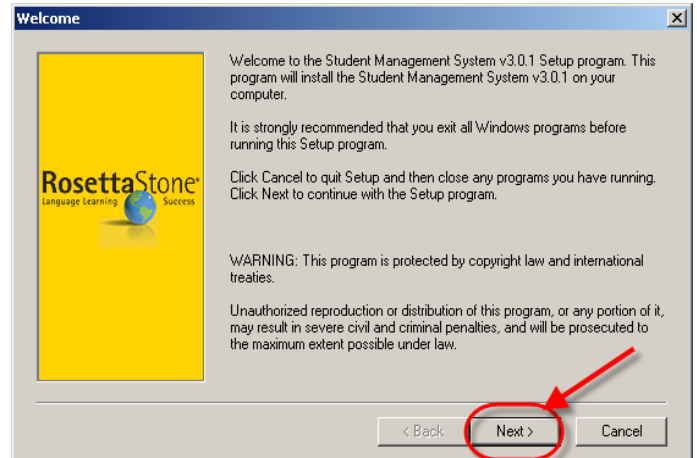 Welcome
Welcome to the Student Management System v3.0.1 Setup program. This
program will install the Student Management System v3.0.1 on your
computer.
It is strongly recommended that you exit all Windows programs before
running this Setup program.
Click Cancel to quit Setup and then close any programs you have running.
Click Next to continue with the Setup program.
WARNING: This program is protected by copyright law and international
treaties.
Unauthorized reproduction or distribution of this program, or any portion of it,
may result in severe civil and criminal penalties, and will be prosecuted to
the maximum extent possible under law.
RosettaStone®
Language Learning Success
< Back Next > Cancel